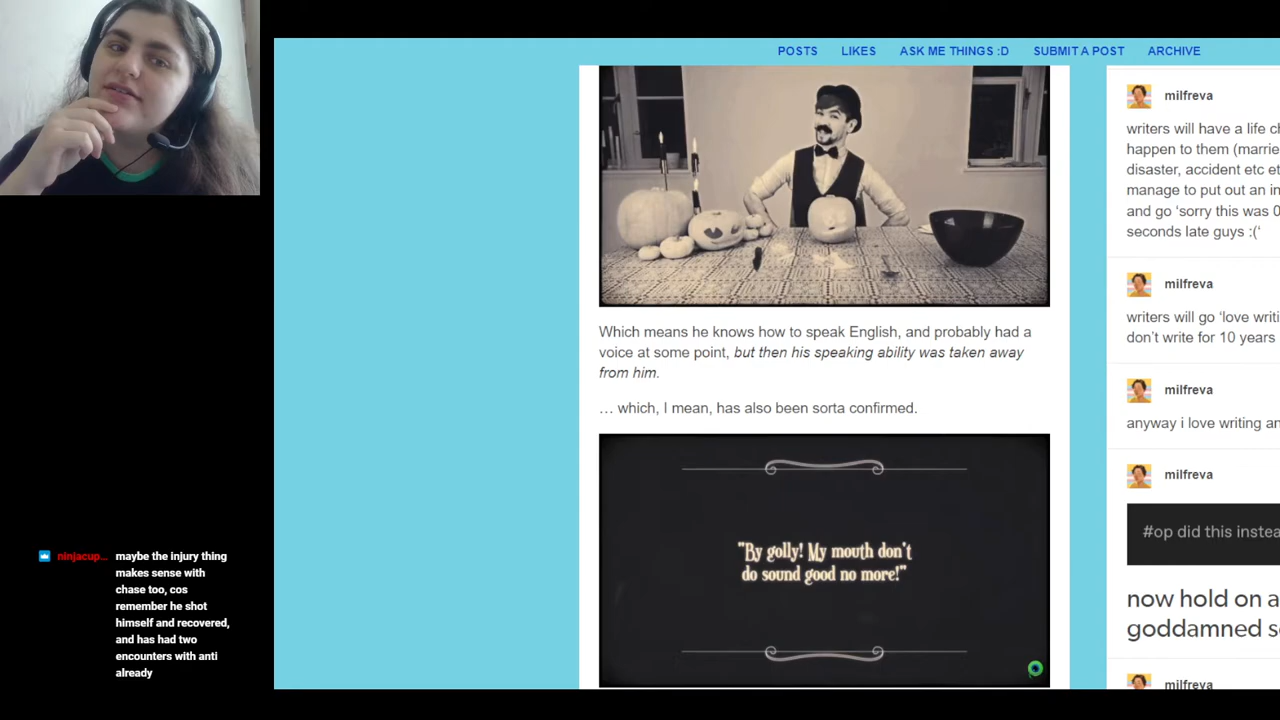 POSTS LIKES ASK ME THINGS :D SUBMIT A POST ARCHIVE
Which means he knows how to speak English, and probably had a
voice at some point, but then his speaking ability was taken away
from him.
… which, I mean, has also been sorta confirmed.
"By golly! My mouth don't
do sound good no more!"
milfreva
writers will have a life c
happen to them (marrie
disaster, accident etc e
manage to put out an in
and go ‘sorry this was 0
seconds late guys :(‘
milfreva
writers will go ‘love writi
don’t write for 10 years
milfreva
anyway i love writing an
milfreva
#op did this inste
now hold on a
goddamned s
milfreva
ninjacup...
maybe the injury thing
makes sense with
chase too, cos
remember he shot
himself and recovered,
and has had two
encounters with anti
already